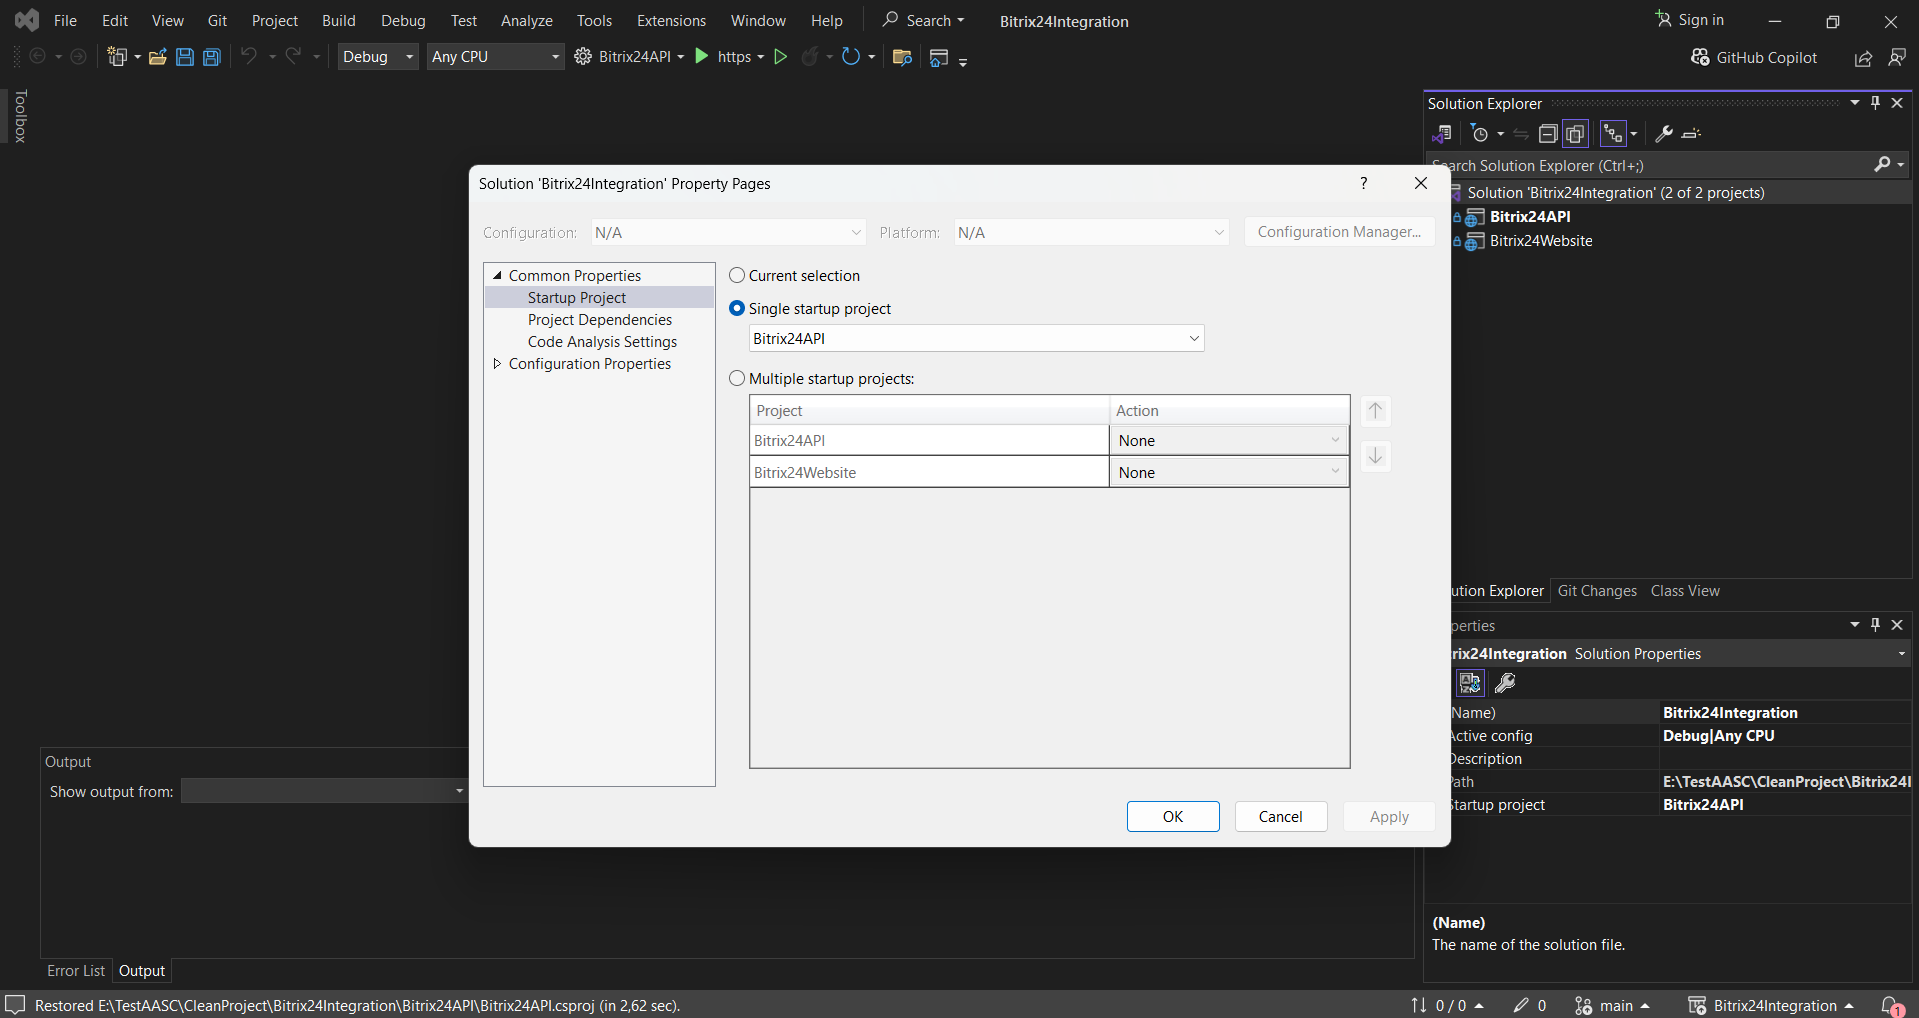 File Edit View Git Project Build Debug Test Analyze Tools Extensions Window Help Search Bitrix24Integration Sign in
Debug Any CPU Bitrix24API https GitHub Copilot
Toolbox
Solution Explorer
Search Solution Explorer (Ctrl+;)
Solution 'Bitrix24Integration' (2 of 2 projects)
Bitrix24API
Bitrix24Website
Solution 'Bitrix24Integration' Property Pages ?
Configuration: N/A Platform: N/A Configuration Manager...
Common Properties
Startup Project
Project Dependencies
Code Analysis Settings
Configuration Properties
Current selection
Single startup project
Bitrix24API
Multiple startup projects:
Project Action
Bitrix24API None
Bitrix24Website None
OK Cancel Apply
ution Explorer Git Changes Class View
perties
rix24Integration Solution Properties
Name) Bitrix24Integration
Active config Debug|Any CPU
Description
Path E:\TestAASC\CleanProject\Bitrix24I
Startup project Bitrix24API
(Name)
The name of the solution file.
Output
Show output from:
Error List Output
Restored E:\TestAASC\CleanProject\Bitrix24Integration\Bitrix24API\Bitrix24API.csproj (in 2,62 sec). 0 / 0 0 main Bitrix24Integration 1